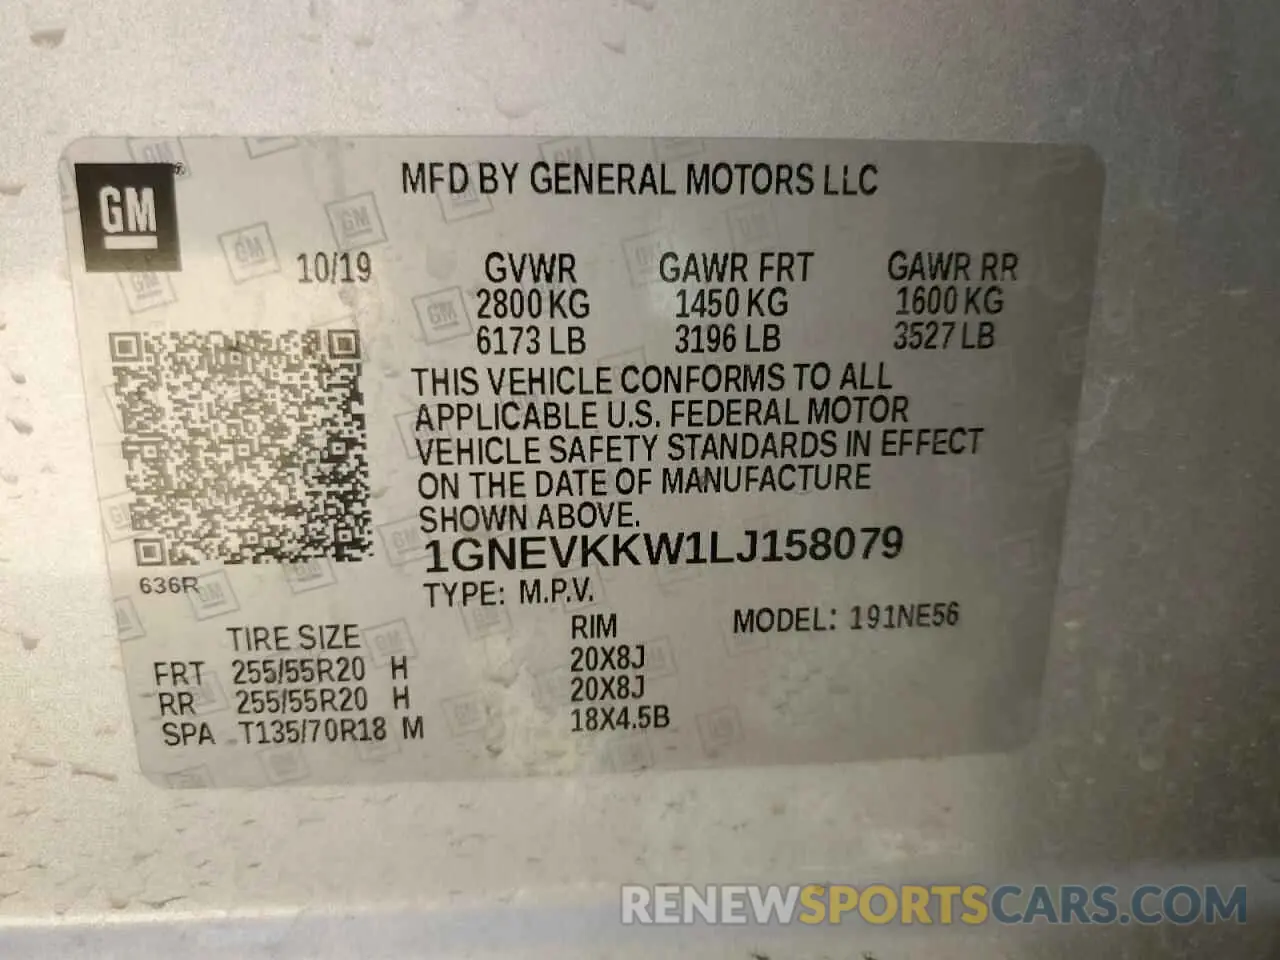 GM
MFD BY GENERAL MOTORS LLC
10/19 GVWR GAWR FRT GAWR RR
2800 KG 1450 KG 1600 KG
6173 LB 3196 LB 3527 LB
THIS VEHICLE CONFORMS TO ALL
APPLICABLE U.S. FEDERAL MOTOR
VEHICLE SAFETY STANDARDS IN EFFECT
ON THE DATE OF MANUFACTURE
SHOWN ABOVE.
1GNEVKKW1LJ158079
636R
TYPE: M.P.V.
MODEL: 191NE56
TIRE SIZE RIM
FRT 255/55R20 H 20X8J
RR 255/55R20 H 20X8J
SPA T135/70R18 M 18X4.5B
RENEWSPORTSCARS.COM